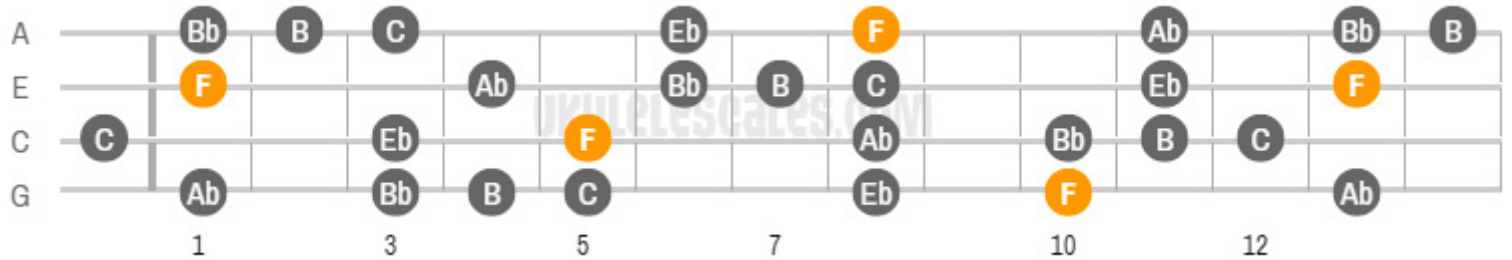 A Bb B C Eb F Ab Bb B
E F Ab Bb B C Eb F
UKULELESCALES.COM
C C Eb F Ab Bb B C
G Ab Bb B C Eb F Ab
1 3 5 7 10 12